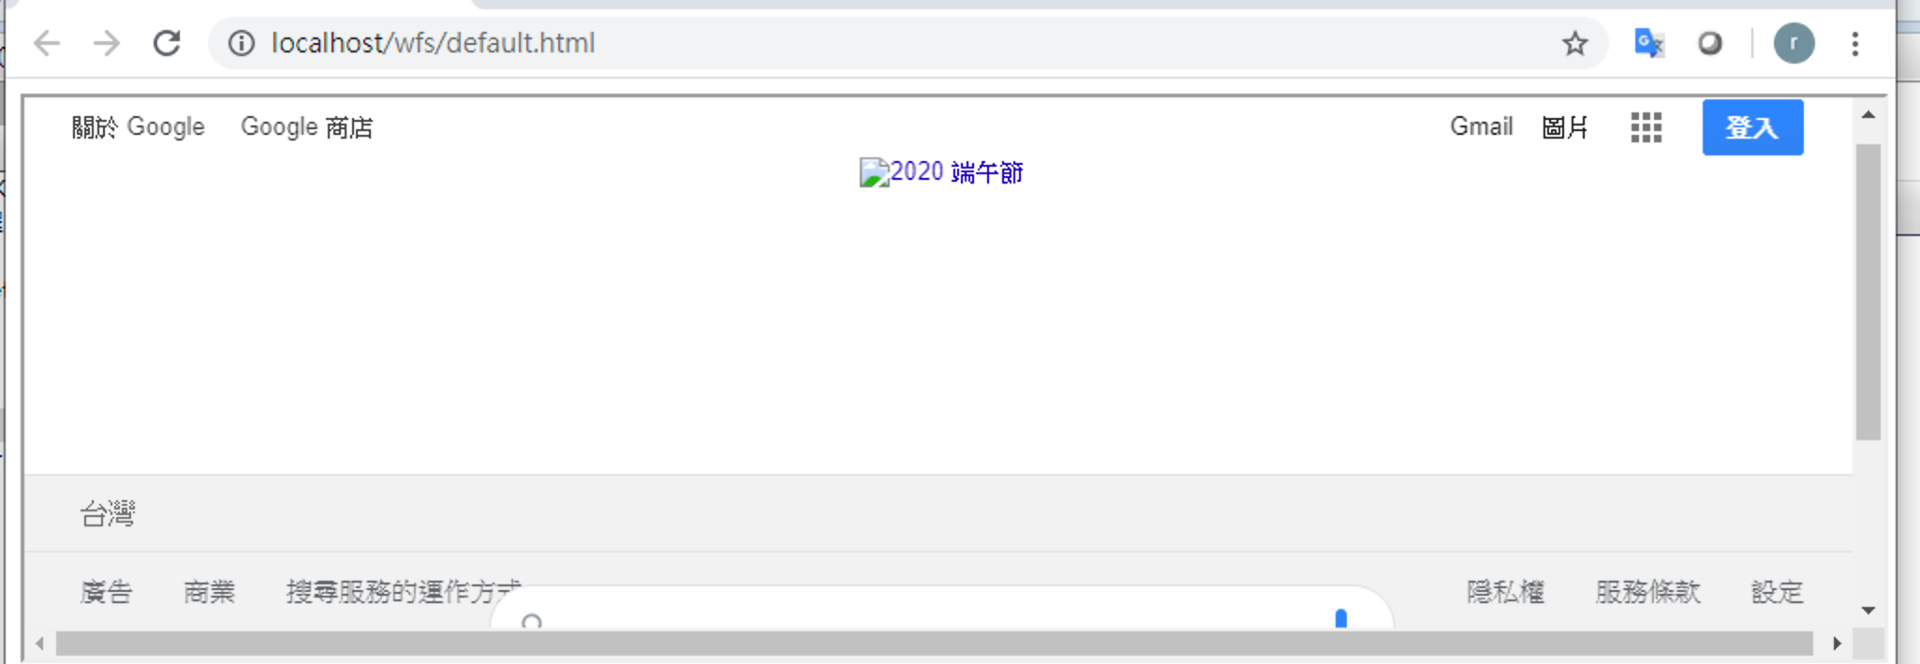 localhost/wfs/default.html
r
關於 Google Google 商店 Gmail 圖片 登入
2020 端午節
台灣
廣告 商業 搜尋服務的運作方式 隱私權 服務條款 設定